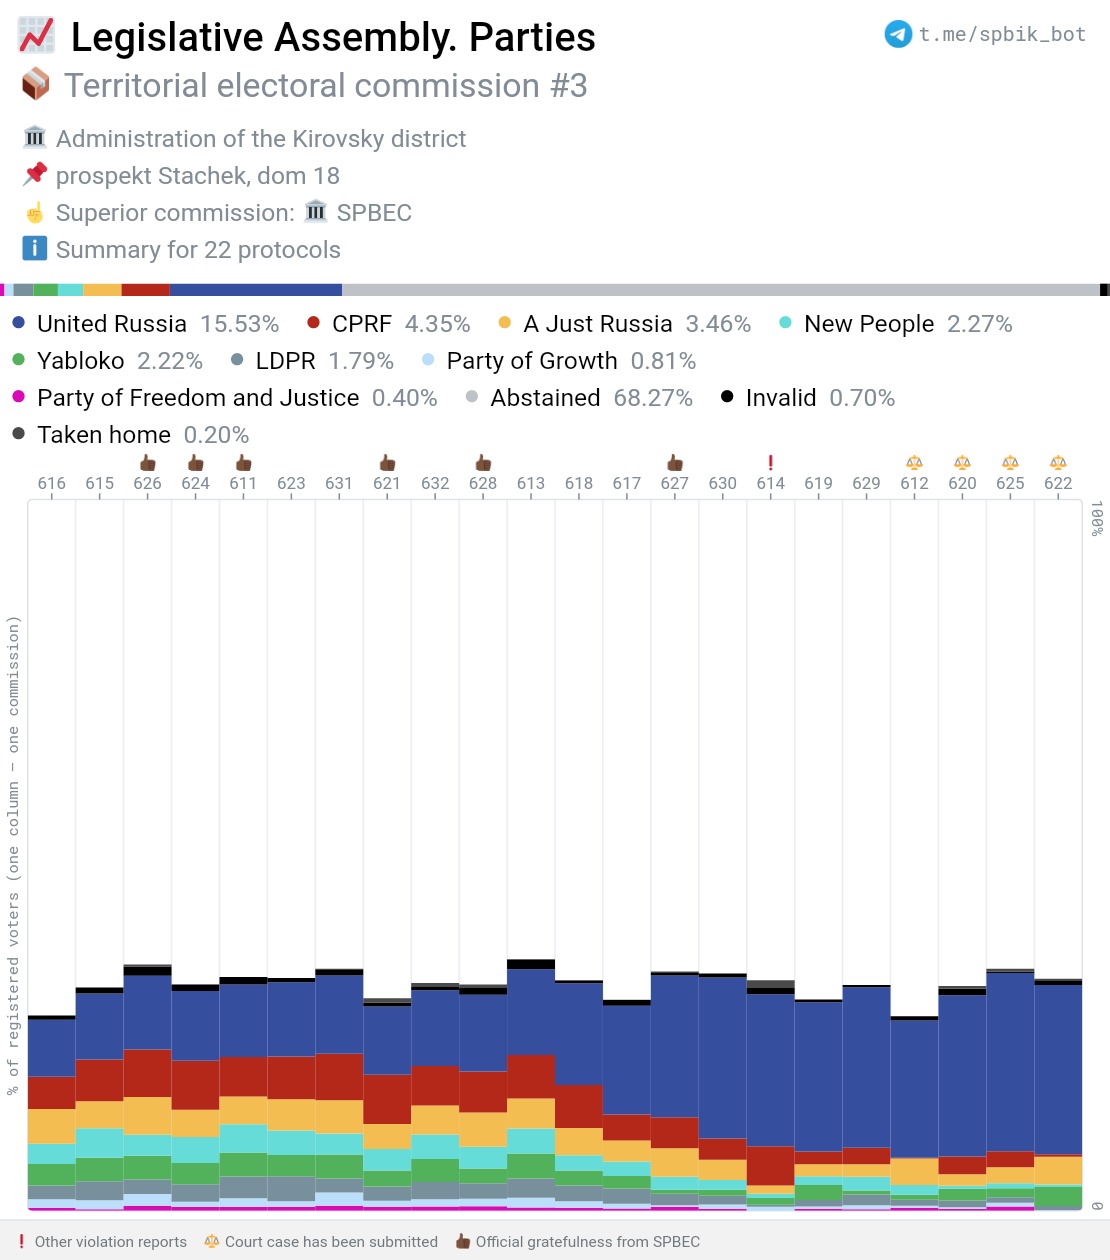 Legislative Assembly. Parties
t.me/spbik_bot
Territorial electoral commission #3
Administration of the Kirovsky district
prospekt Stachek, dom 18
Superior commission: SPBEC
Summary for 22 protocols
United Russia 15.53% CPRF 4.35% A Just Russia 3.46% New People 2.27%
Yabloko 2.22% LDPR 1.79% Party of Growth 0.81%
Party of Freedom and Justice 0.40% Abstained 68.27% Invalid 0.70%
Taken home 0.20%
616 615 626 624 611 623 631 621 632 628 613 618 617 627 630 614 619 629 612 620 625 622
100%
% of registered voters (one column – one commission)
0
Other violation reports Court case has been submitted Official gratefulness from SPBEC